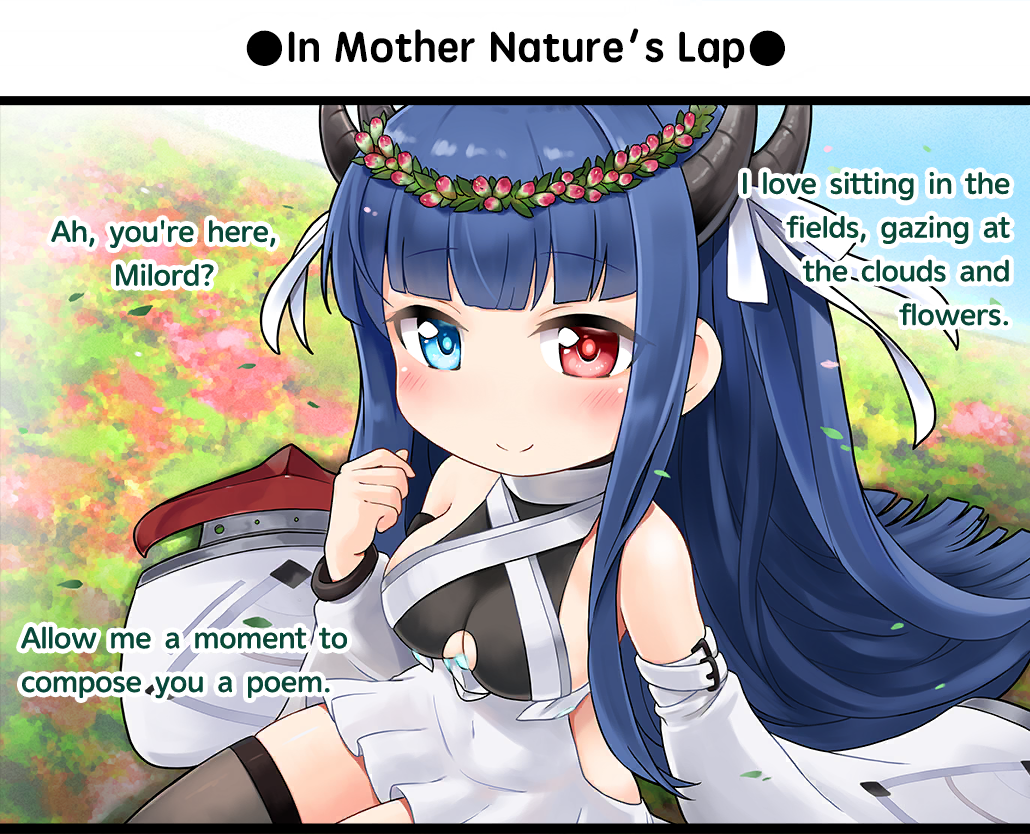 ●In Mother Nature's Lap●
Ah, you're here,
Milord?
I love sitting in the
fields, gazing at
the clouds and
flowers.
Allow me a moment to
compose you a poem.